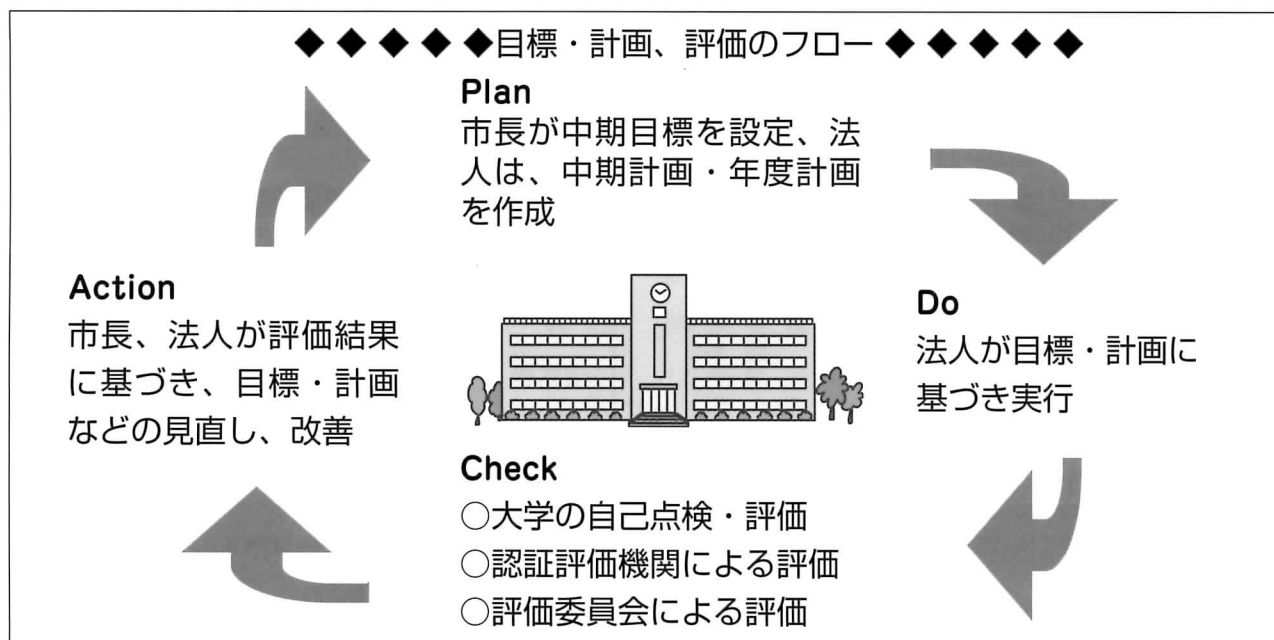 ◆ ◆ ◆ ◆ ◆目標・計画、評価のフロー◆ ◆ ◆ ◆ ◆
Plan
市長が中期目標を設定、法
人は、中期計画・年度計画
を作成
Do
法人が目標・計画に
基づき実行
Check
○大学の自己点検・評価
○認証評価機関による評価
○評価委員会による評価
Action
市長、法人が評価結果
に基づき、目標・計画
などの見直し、改善